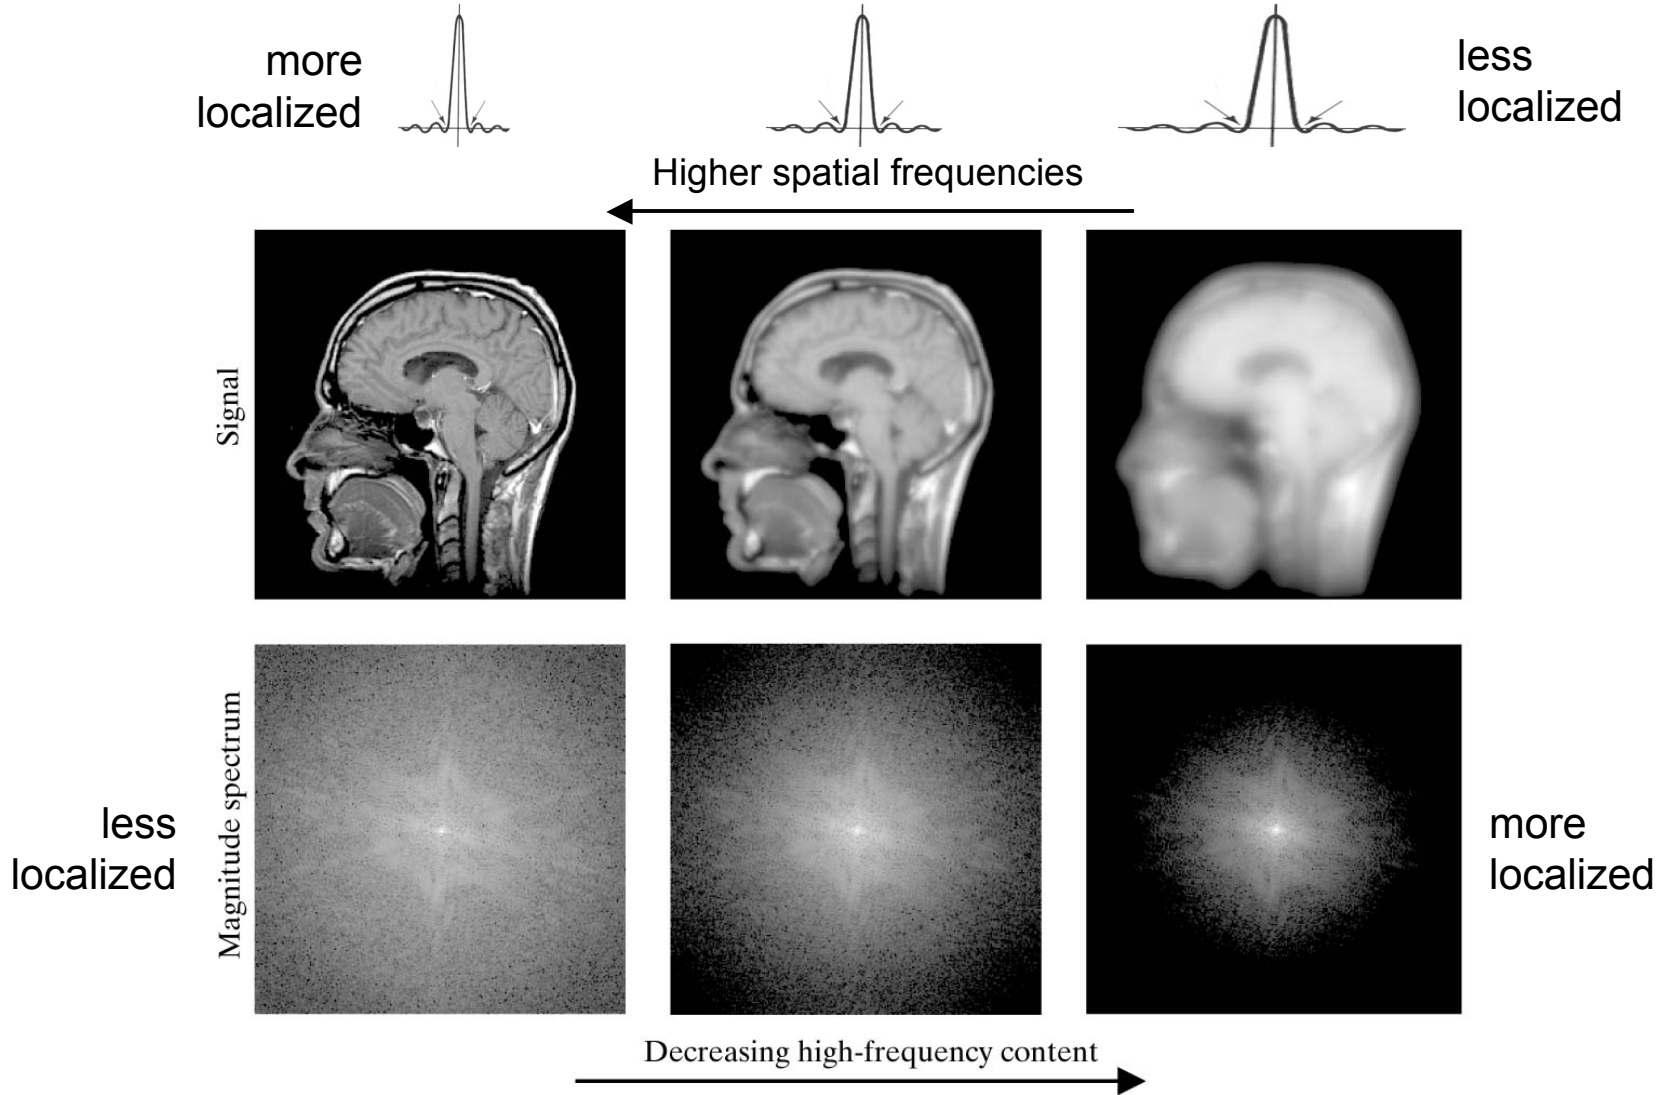 more
localized
less
localized
Higher spatial frequencies
Signal
Magnitude spectrum
less
localized
more
localized
Decreasing high-frequency content